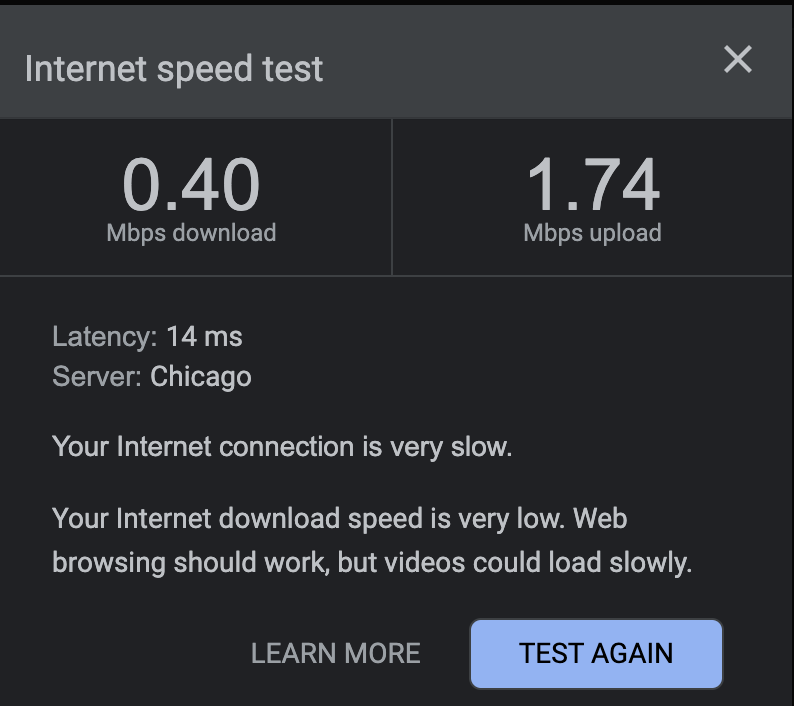 Internet speed test
0.40
Mbps download
1.74
Mbps upload
Latency: 14 ms
Server: Chicago
Your Internet connection is very slow.
Your Internet download speed is very low. Web
browsing should work, but videos could load slowly.
LEARN MORE
TEST AGAIN